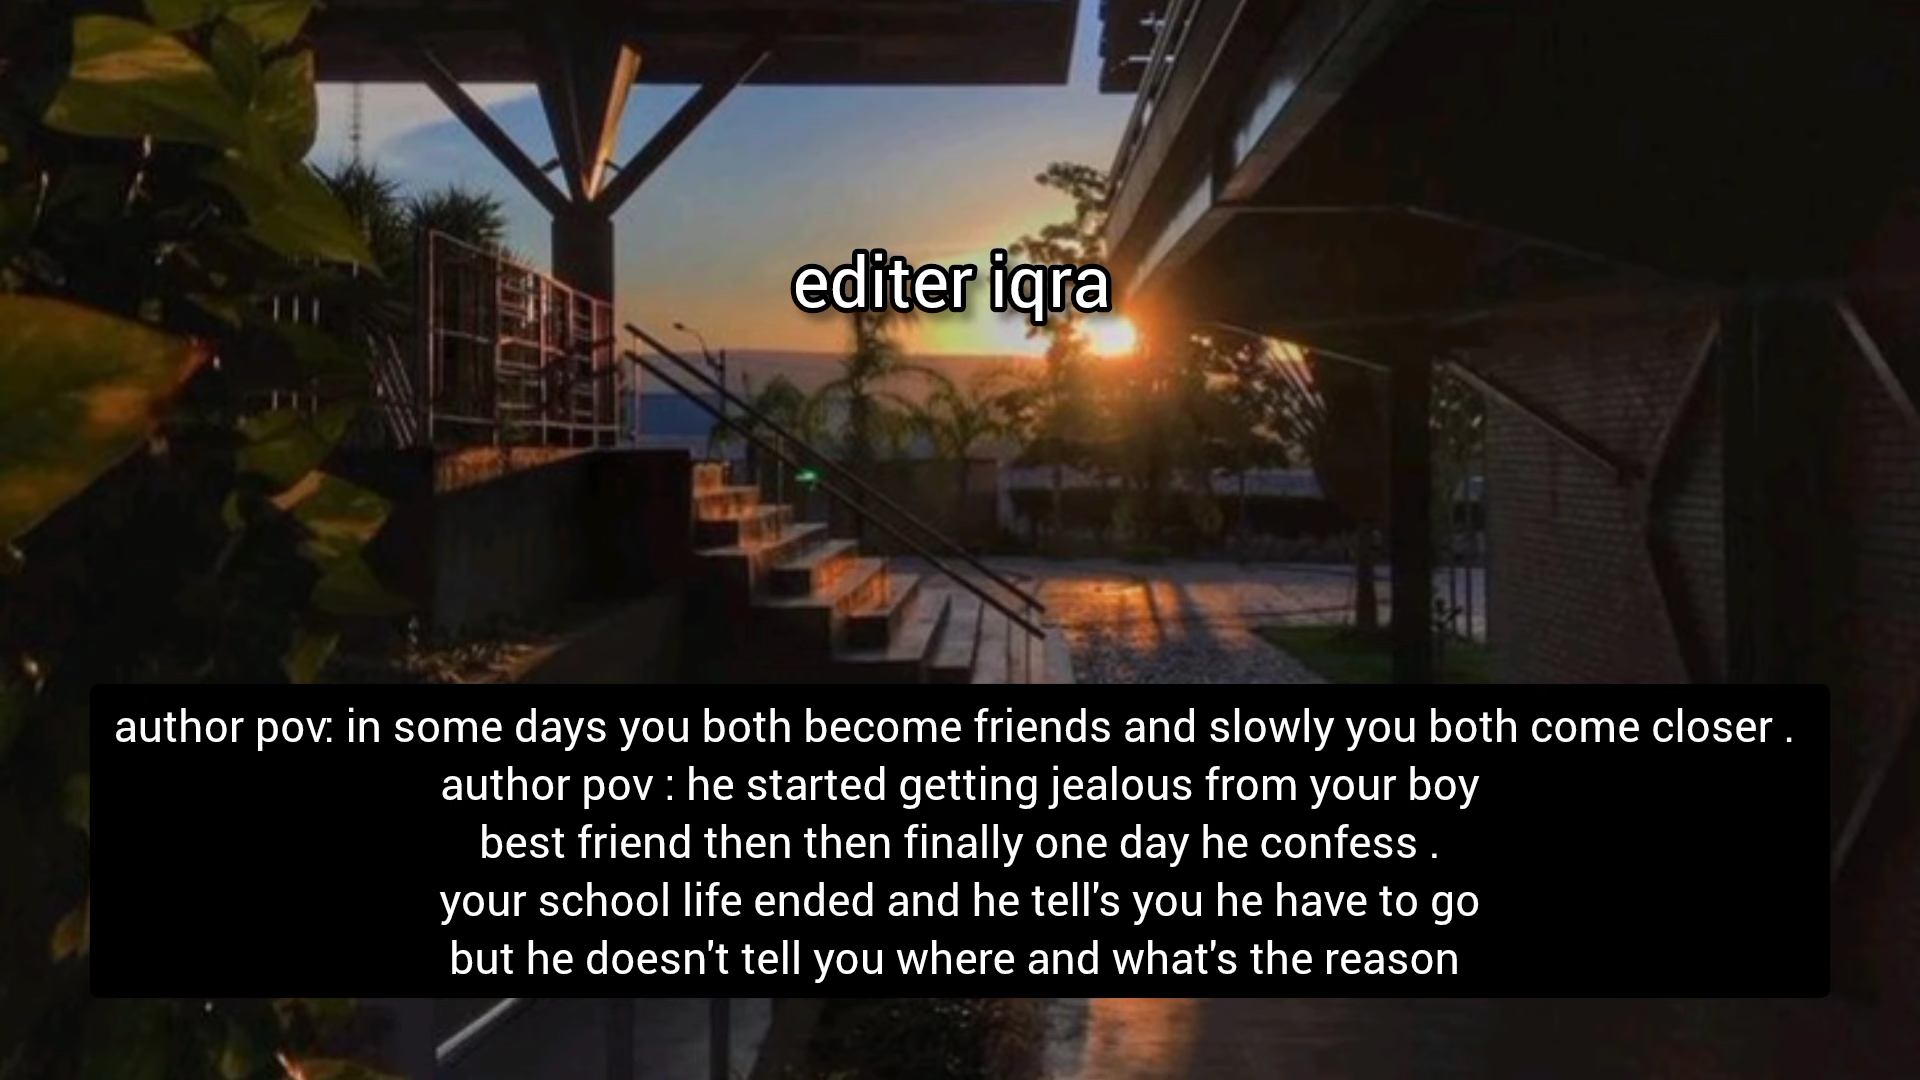 editer iqra
author pov: in some days you both become friends and slowly you both come closer .
author pov : he started getting jealous from your boy
best friend then then finally one day he confess .
your school life ended and he tell's you he have to go
but he doesn't tell you where and what's the reason